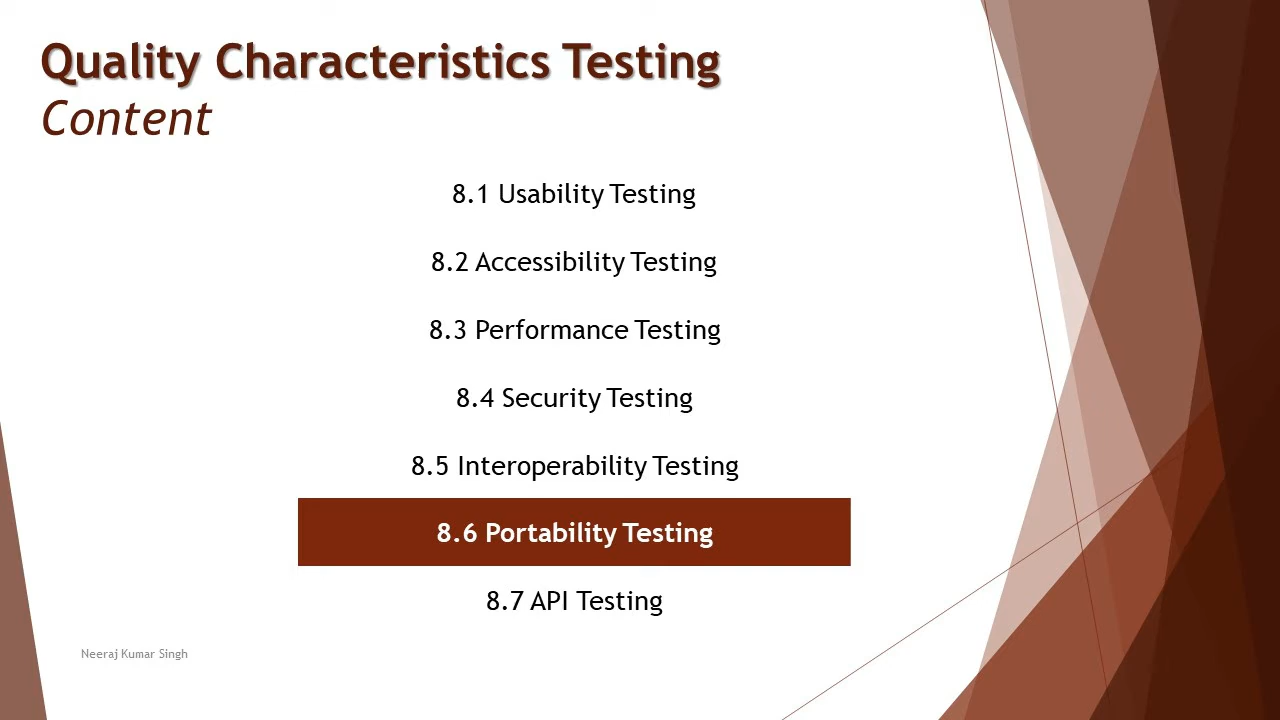 Quality Characteristics Testing
Content
8.1 Usability Testing
8.2 Accessibility Testing
8.3 Performance Testing
8.4 Security Testing
8.5 Interoperability Testing
8.6 Portability Testing
8.7 API Testing
Neeraj Kumar Singh